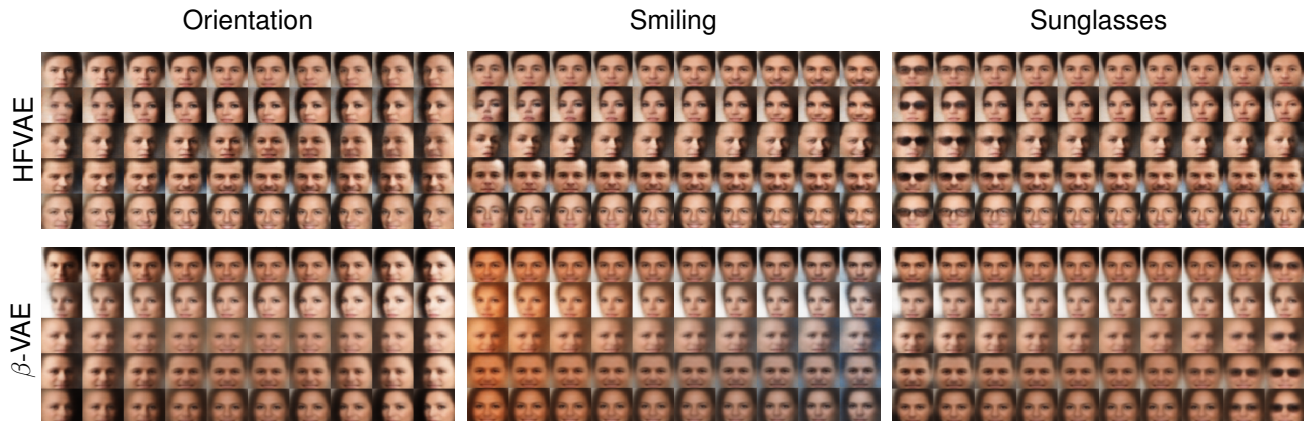 Orientation
Smiling
Sunglasses
HFVAE
β-VAE